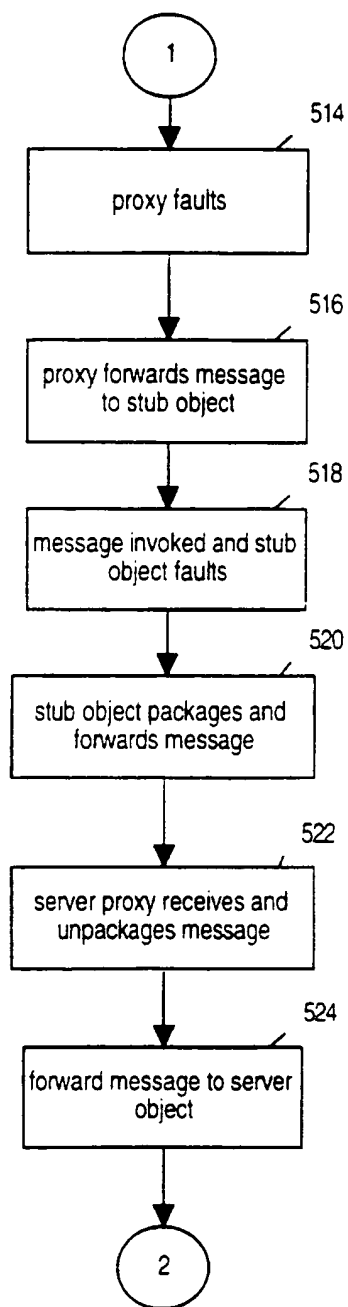 1
514
proxy faults
516
proxy forwards message
to stub object
518
message invoked and stub
object faults
520
stub object packages and
forwards message
522
server proxy receives and
unpackages message
524
forward message to server
object
2